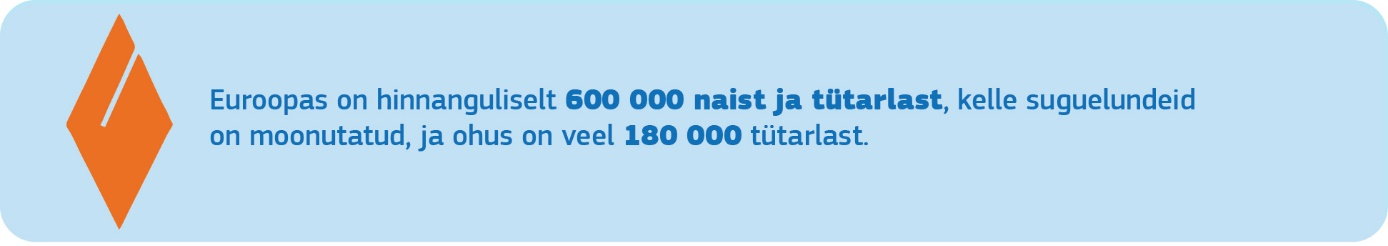 Euroopas on hinnanguliselt 600 000 naist ja tütarlast, kelle suguelundeid
on moonutatud, ja ohus on veel 180 000 tütarlast.